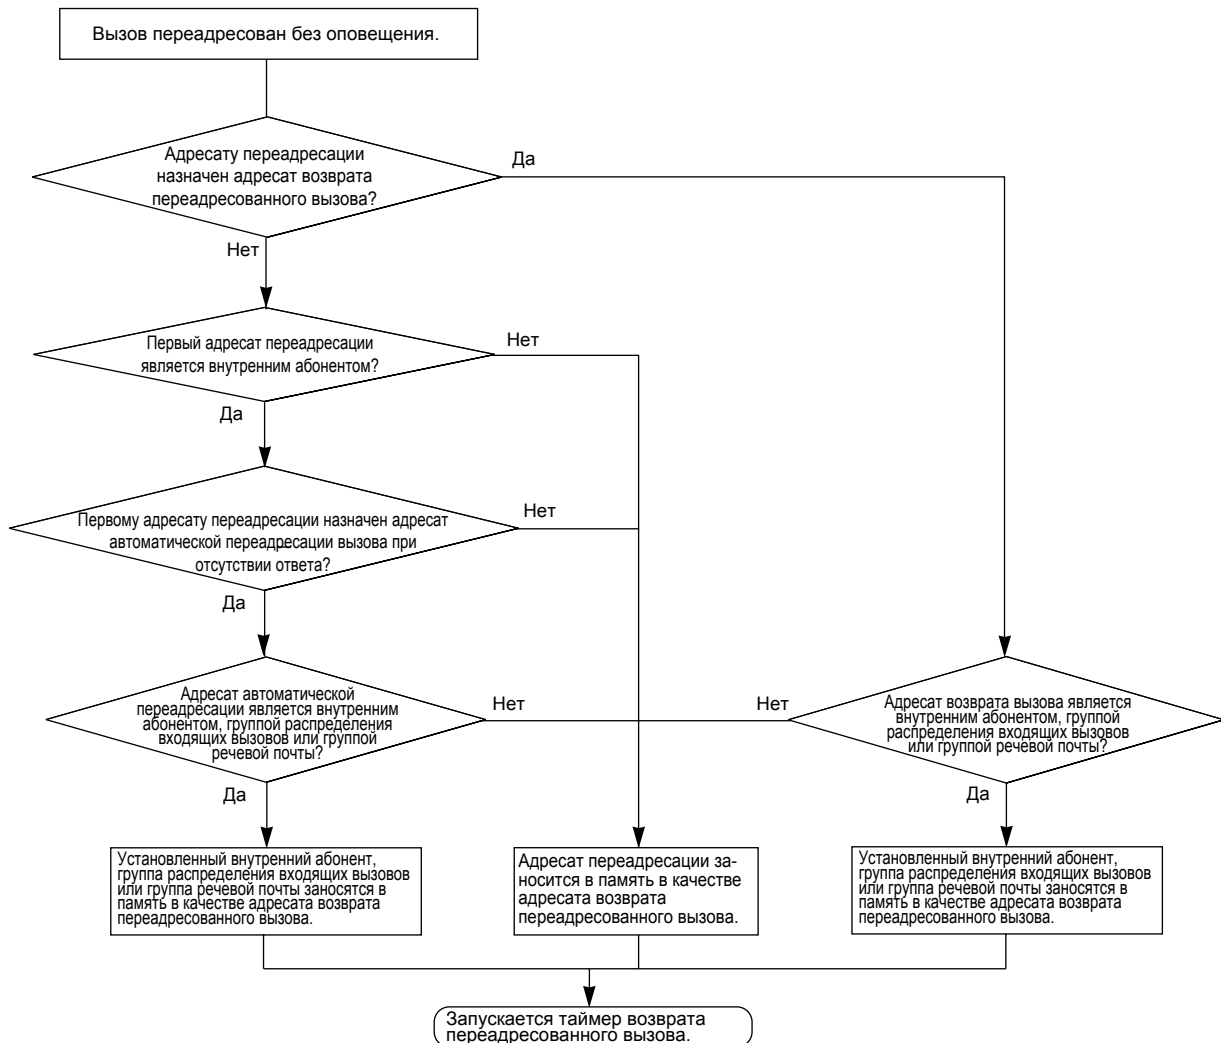 Вызов переадресован без оповещения.
Адресату переадресации
назначен адресат возврата
переадресованного вызова?
Да
Нет
Первый адресат переадресации
является внутренним абонентом?
Нет
Да
Первому адресату переадресации назначен адресат
автоматической переадресации вызова при
отсутствии ответа?
Нет
Да
Адресат автоматической
переадресации является внутренним
абонентом, группой распределения
входящих вызовов или группой
речевой почты?
Нет
Да
Нет
Адресат возврата вызова является
внутренним абонентом, группой
распределения входящих вызовов
или группой речевой почты?
Да
Установленный внутренний абонент,
группа распределения входящих вызовов
или группа речевой почты заносятся в
память в качестве адресата возврата
переадресованного вызова.
Адресат переадресации за-
носится в память в качестве
адресата возврата
переадресованного вызова.
Установленный внутренний абонент,
группа распределения входящих вызовов
или группа речевой почты заносятся в
память в качестве адресата возврата
переадресованного вызова.
Запускается таймер возврата
переадресованного вызова.